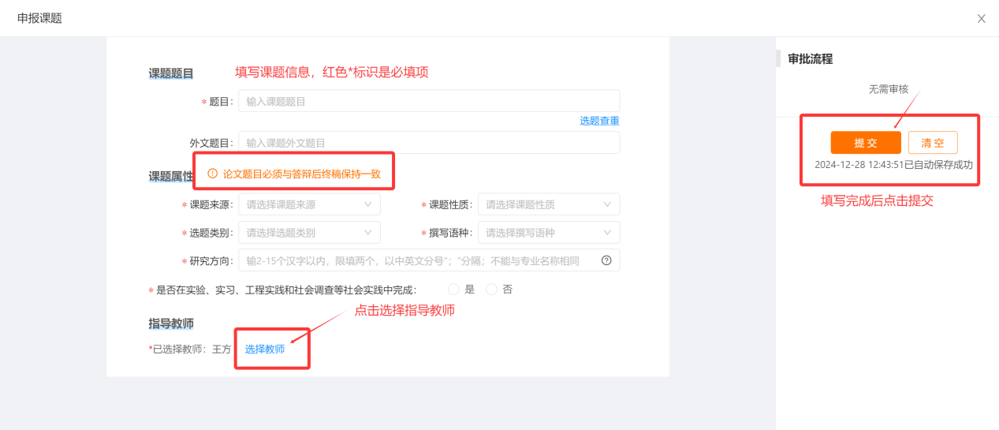 申报课题
课题题目
填写课题信息，红色*标识是必填项
* 题目：
输入课题题目
选题查重
外文题目：
输入课题外文题目
课题属性
论文题目必须与答辩后终稿保持一致
* 课题来源：
请选择课题来源
* 课题性质：
请选择课题性质
* 选题类别：
请选择选题类别
* 撰写语种：
请选择撰写语种
* 研究方向：
输2-15个汉字以内，限填两个，以中英文分号"；"分隔；不能与专业名称相同
* 是否在实验、实习、工程实践和社会调查等社会实践中完成：
是
否
点击选择指导教师
指导教师
*已选择教师：王方
选择教师
审批流程
无需审核
提 交
清 空
2024-12-28 12:43:51已自动保存成功
填写完成后点击提交